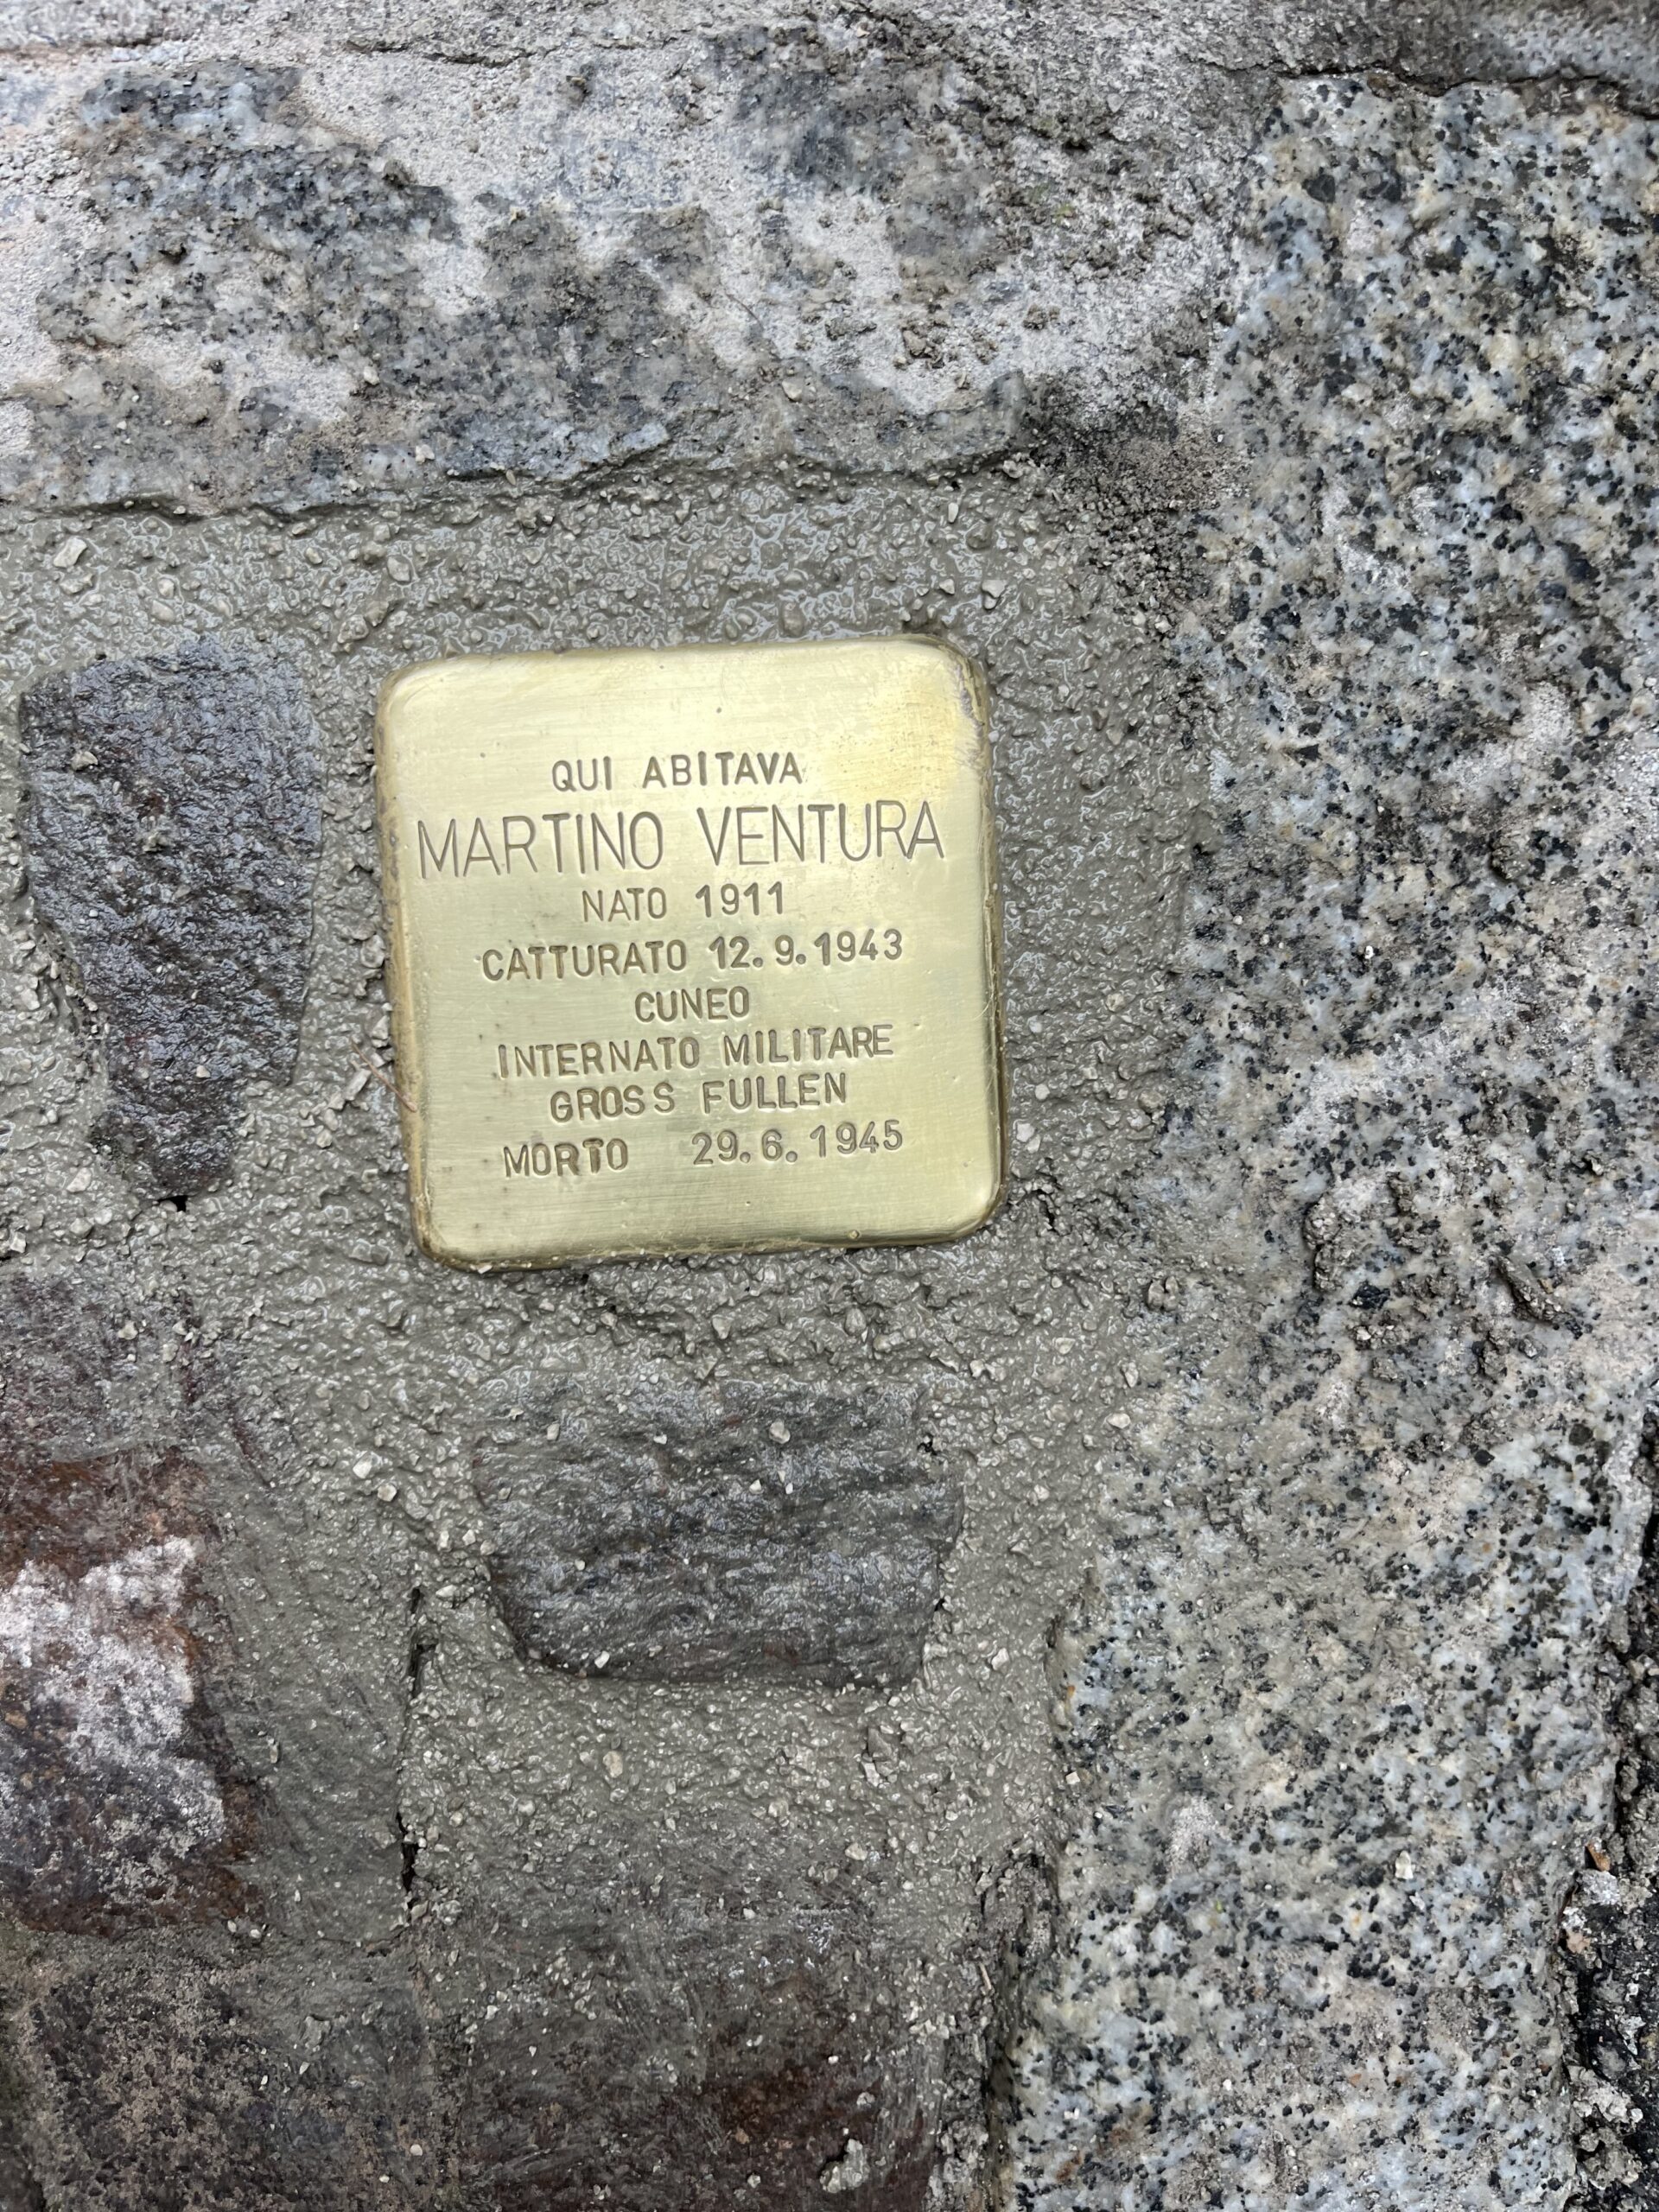 QUI ABITAVA
MARTINO VENTURA
NATO 1911
CATTURATO 12.9.1943
CUNEO
INTERNATO MILITARE
GROSS FULLEN
MORTO 29.6.1945